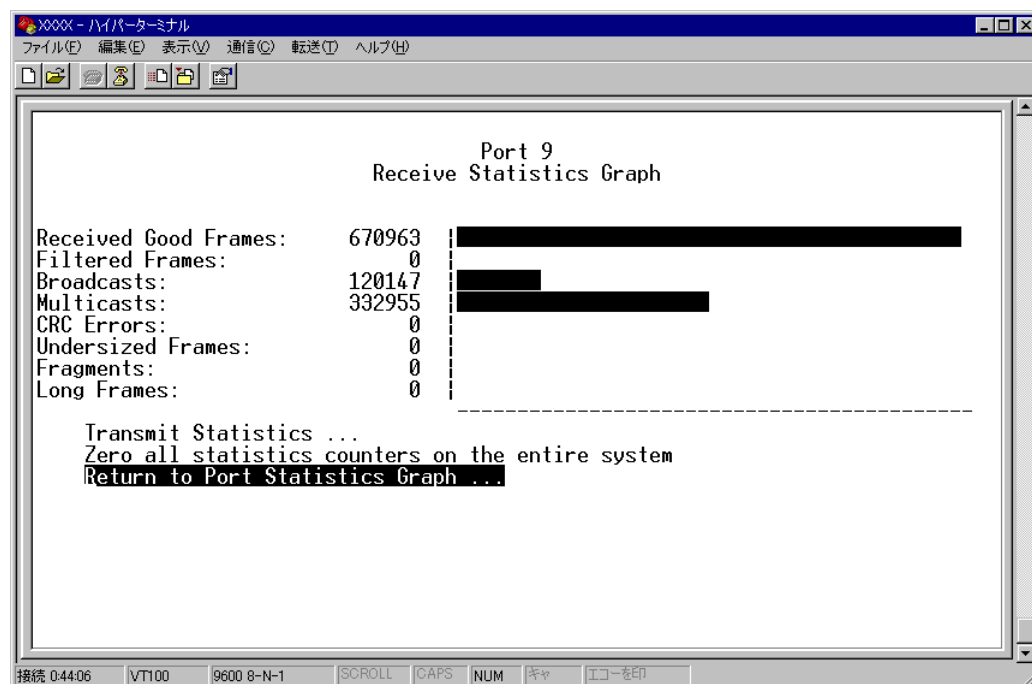 XXXX - ハイパーターミナル
ファイル(F) 編集(E) 表示(V) 通信(C) 転送(T) ヘルプ(H)
Port 9
Receive Statistics Graph
Received Good Frames: 670963
Filtered Frames: 0
Broadcasts: 120147
Multicasts: 332955
CRC Errors: 0
Undersized Frames: 0
Fragments: 0
Long Frames: 0
Transmit Statistics ...
Zero all statistics counters on the entire system
Return to Port Statistics Graph ...
接続 0:44:06 VT100 9600 8-N-1 SCROLL CAPS NUM キャ エコーを印